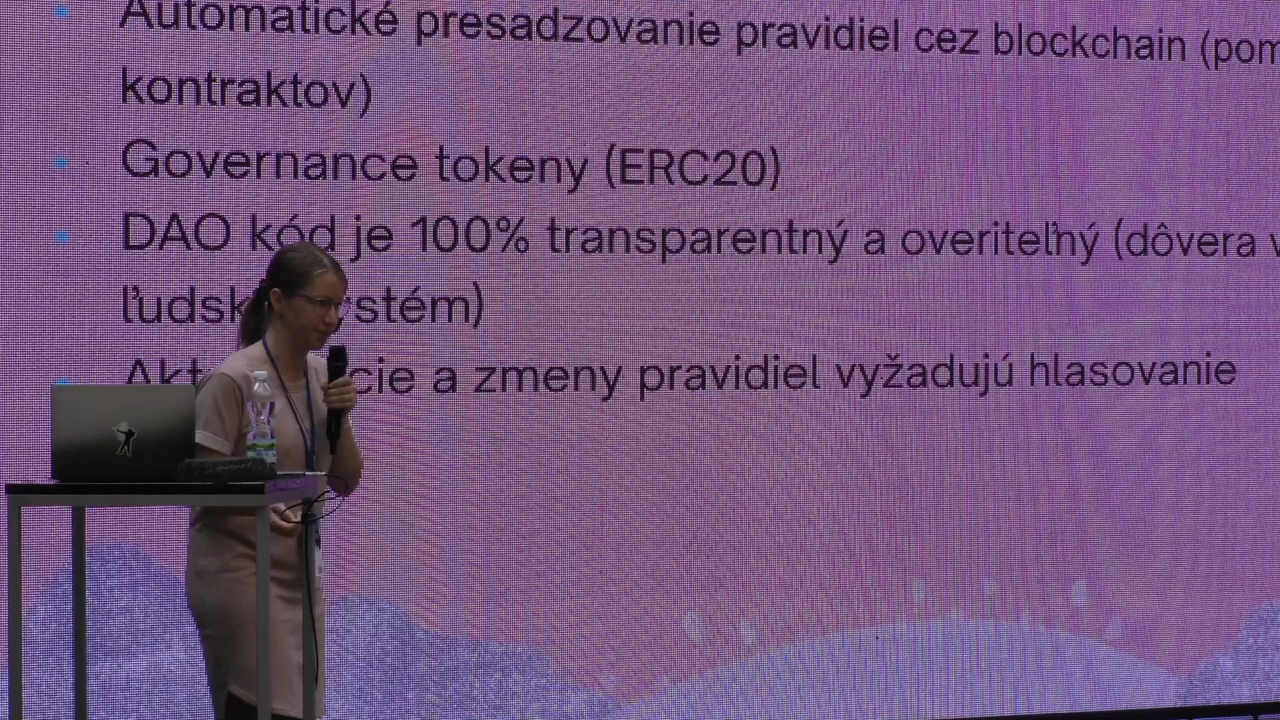 Automatické presadzovanie pravidiel cez blockchain (pom
kontraktov)
Governance tokeny (ERC20)
DAO kód je 100% transparentný a overiteľný (dôvera v
ľudsk stém)
Akt cie a zmeny pravidiel vyžadujú hlasovanie